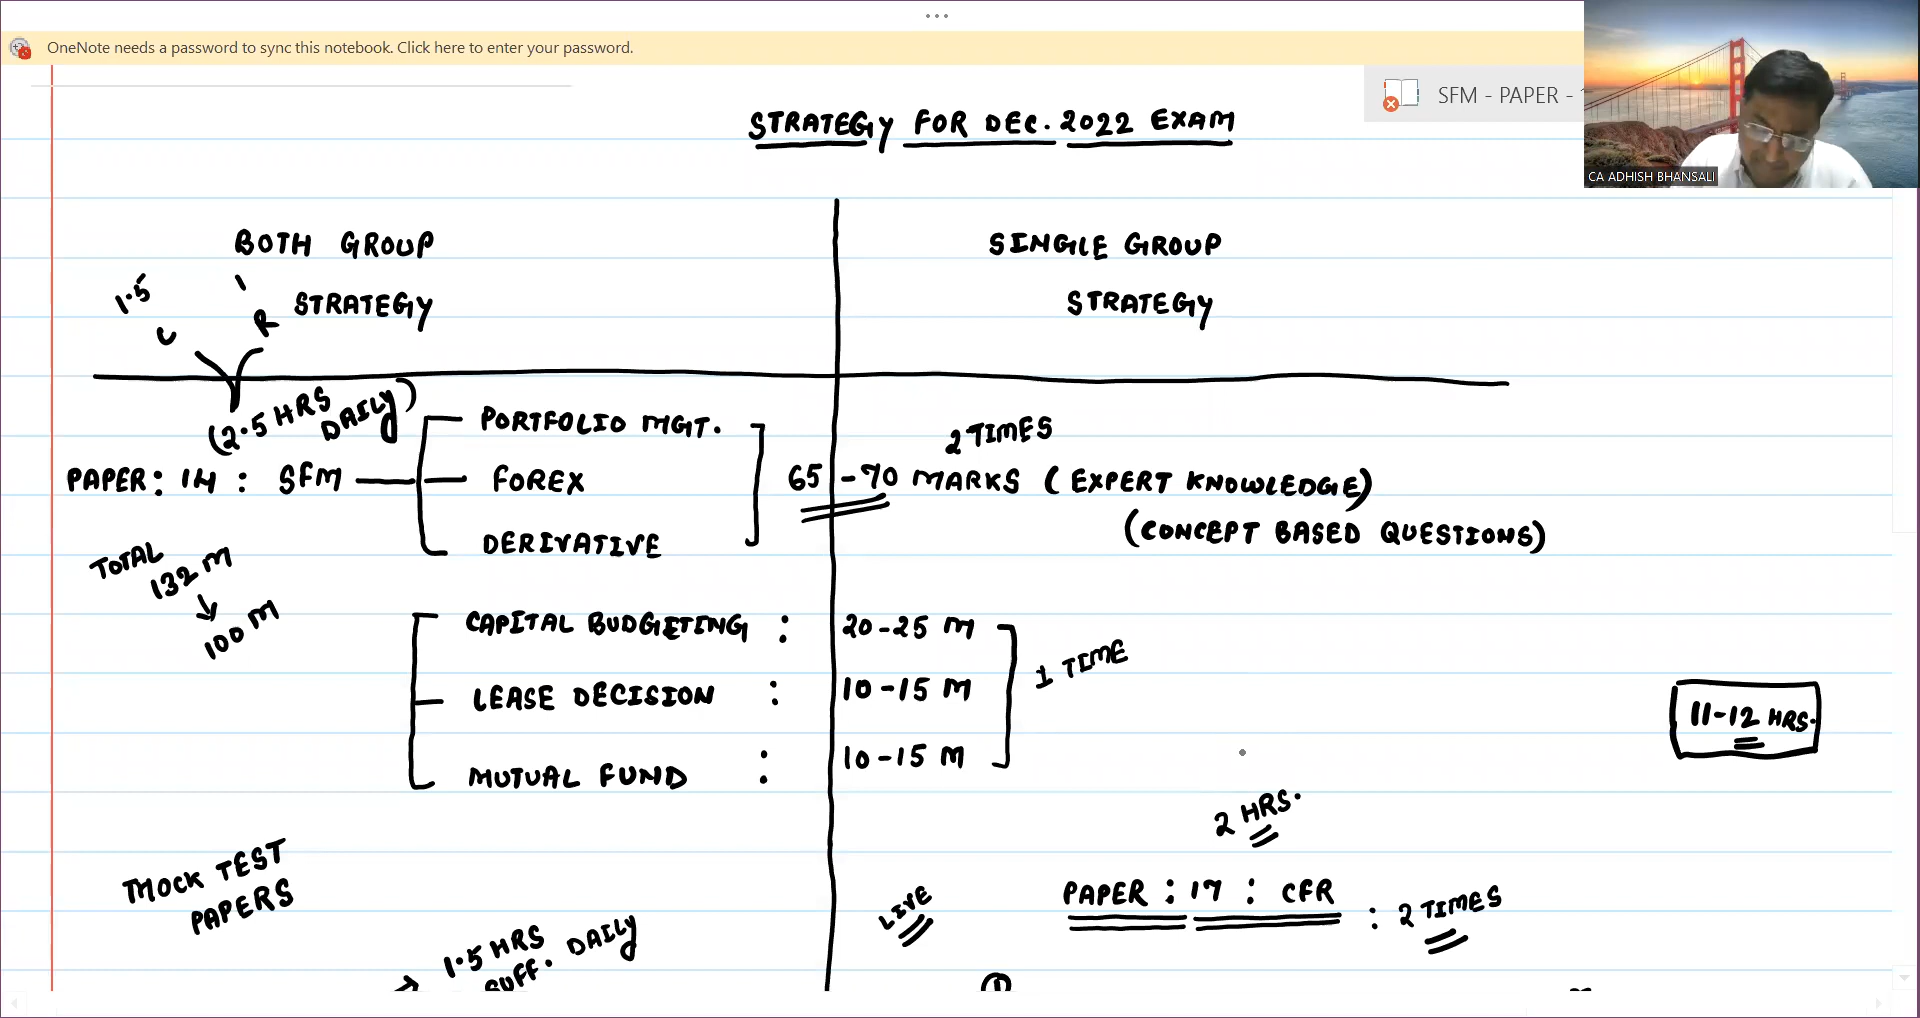 OneNote needs a password to sync this notebook. Click here to enter your password.
SFM - PAPER -
CA ADHISH BHANSALI
STRATEGY FOR DEC. 2022 EXAM
BOTH GROUP
STRATEGY
SINGLE GROUP
STRATEGY
1.5
C
1
R
(2.5 HRS
DAILY)
PAPER: 14 : SFM
PORTFOLIO MGT.
FOREX
DERIVATIVE
2 TIMES
65-70 MARKS (EXPERT KNOWLEDGE)
(CONCEPT BASED QUESTIONS)
TOTAL
132 M
100 M
CAPITAL BUDGETING : 20-25 M
LEASE DECISION : 10-15 M
MUTUAL FUND : 10-15 M
1 TIME
11-12 HRS.
MOCK TEST
PAPERS
2 HRS.
LIVE
PAPER : 17 : CFR : 2 TIMES
1.5 HRS
SUFF. DAILY